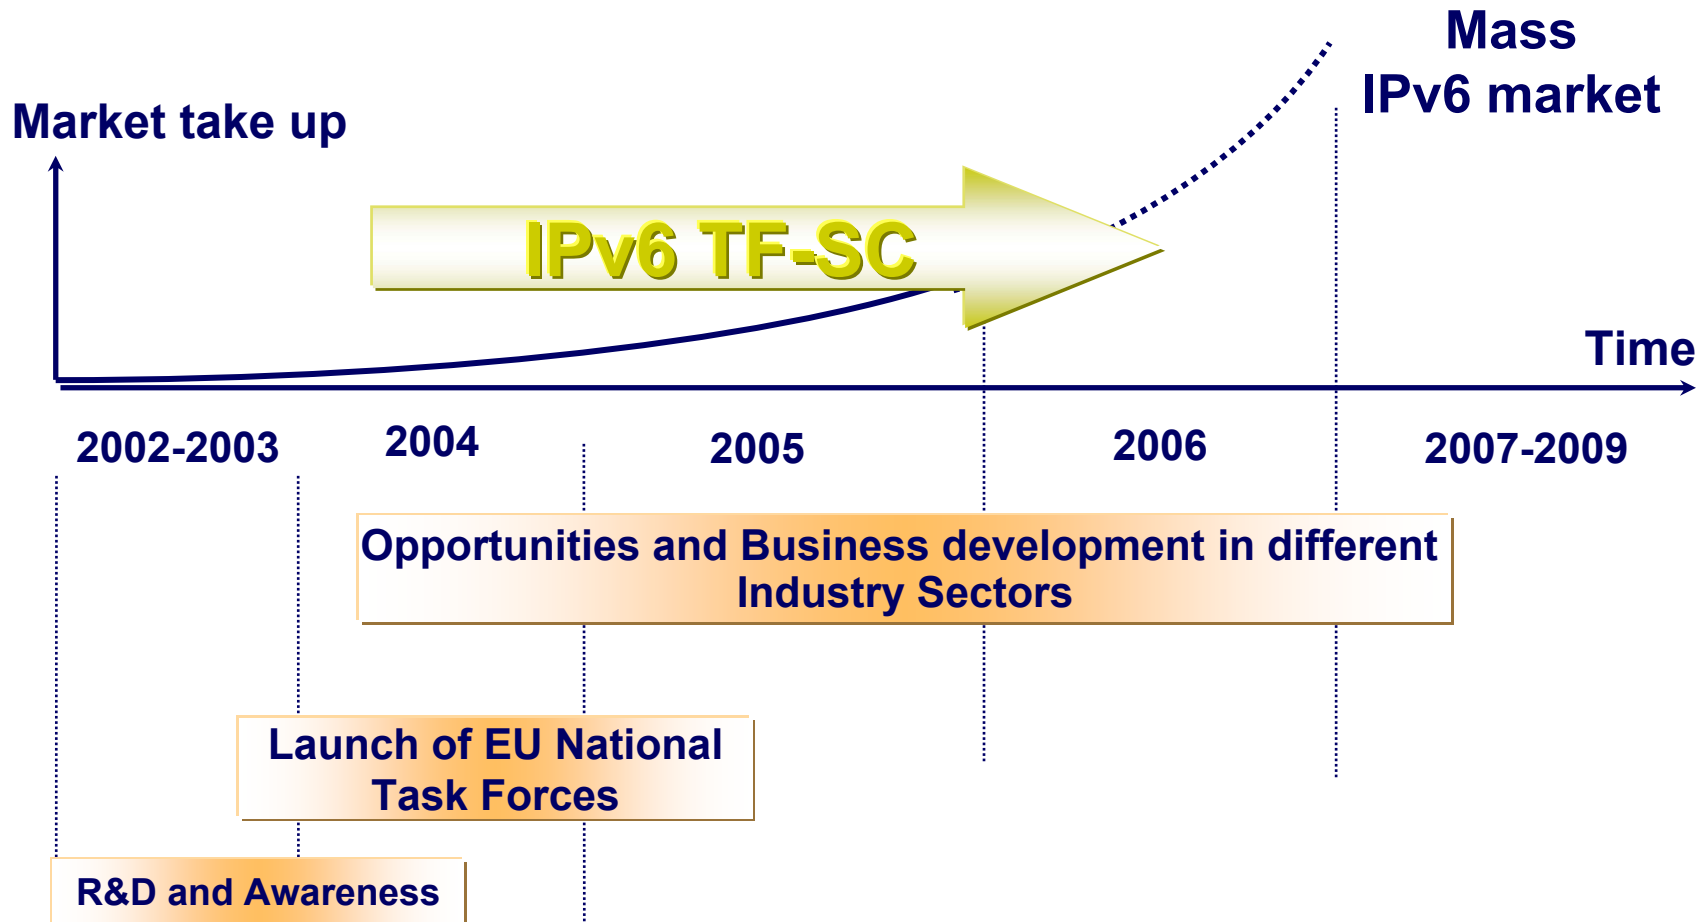 Mass
IPv6 market
Market take up
IPv6 TF-SC
Time
2002-2003
2004
2005
2006
2007-2009
Opportunities and Business development in different
Industry Sectors
Launch of EU National
Task Forces
R&D and Awareness